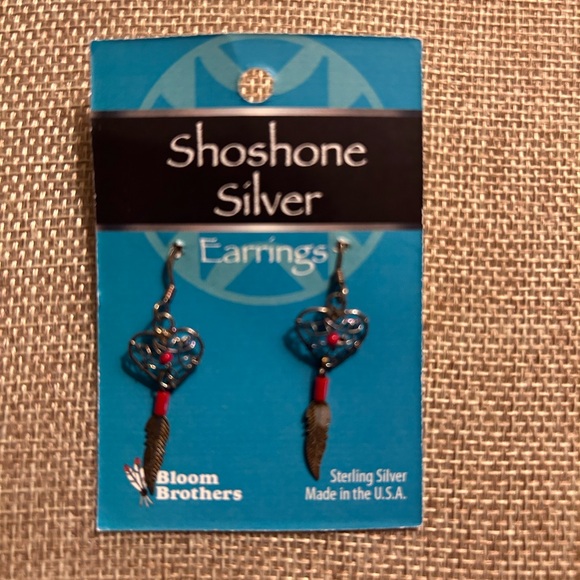 Shoshone
Silver
Earrings
Bloom
Brothers
Sterling Silver
Made in the U.S.A.